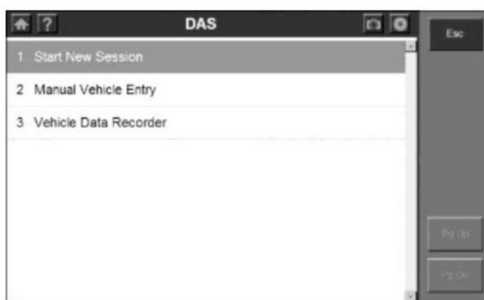 ? DAS
Esc
1 Start New Session
2 Manual Vehicle Entry
3 Vehicle Data Recorder
Pg Up
Pg Dn